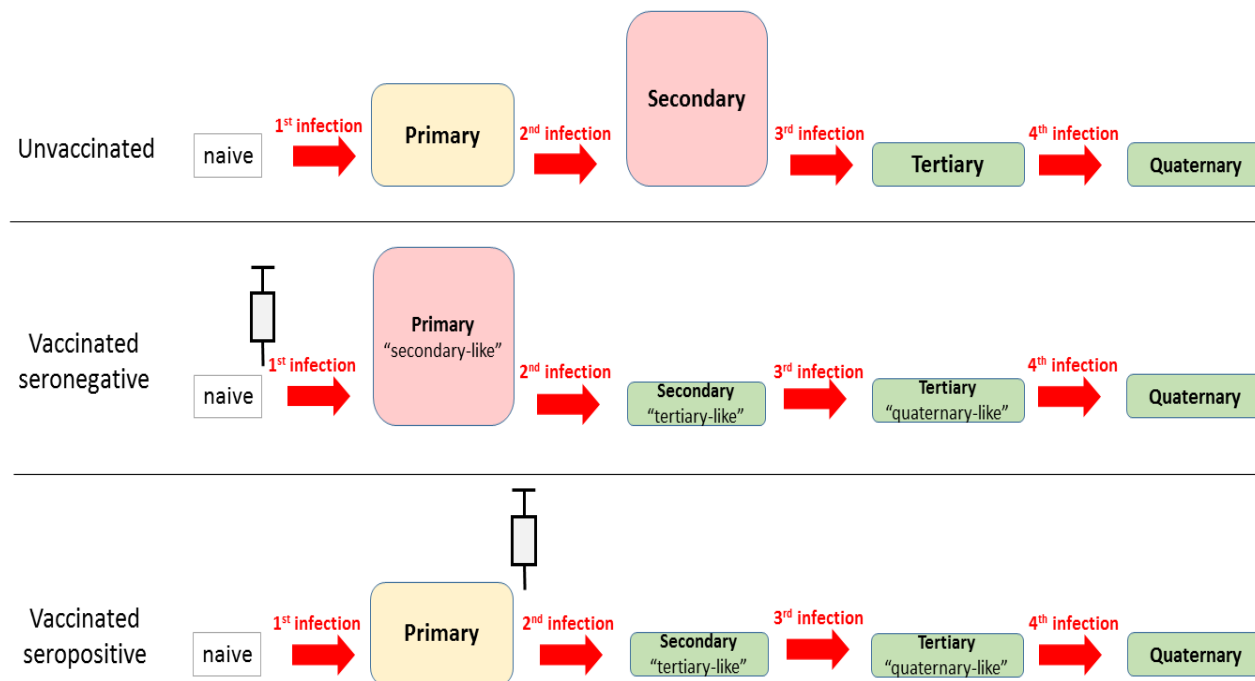 Unvaccinated
naive
1st infection
Primary
2nd infection
Secondary
3rd infection
Tertiary
4th infection
Quaternary
Vaccinated
seronegative
naive
1st infection
Primary
“secondary-like”
2nd infection
Secondary
“tertiary-like”
3rd infection
Tertiary
“quaternary-like”
4th infection
Quaternary
Vaccinated
seropositive
naive
1st infection
Primary
2nd infection
Secondary
“tertiary-like”
3rd infection
Tertiary
“quaternary-like”
4th infection
Quaternary